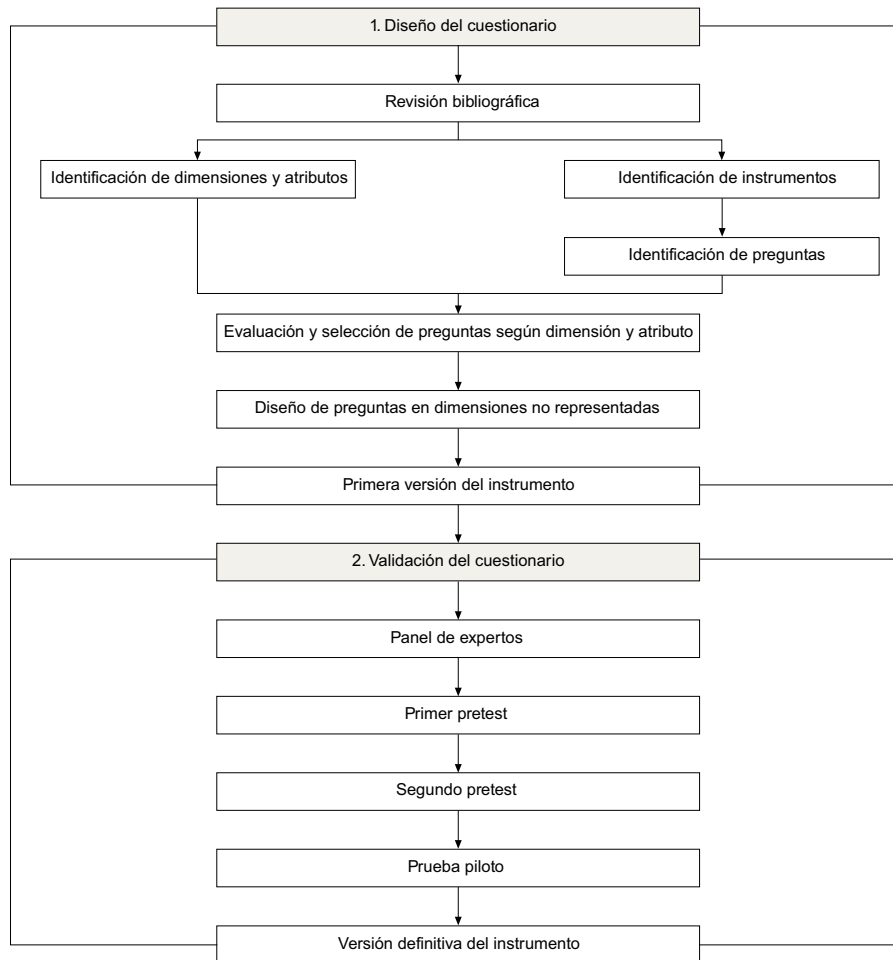 1. Diseño del cuestionario
Revisión bibliográfica
Identificación de dimensiones y atributos
Identificación de instrumentos
Identificación de preguntas
Evaluación y selección de preguntas según dimensión y atributo
Diseño de preguntas en dimensiones no representadas
Primera versión del instrumento
2. Validación del cuestionario
Panel de expertos
Primer pretest
Segundo pretest
Prueba piloto
Versión definitiva del instrumento